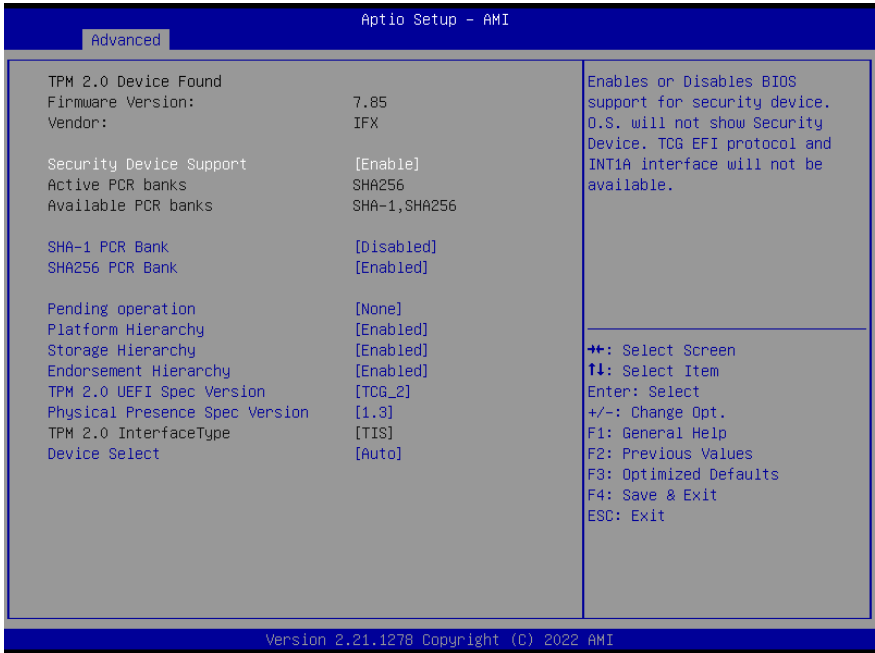 Aptio Setup – AMI
Advanced
TPM 2.0 Device Found
Firmware Version: 7.85
Vendor: IFX
Security Device Support [Enable]
Active PCR banks SHA256
Available PCR banks SHA-1,SHA256
SHA-1 PCR Bank [Disabled]
SHA256 PCR Bank [Enabled]
Pending operation [None]
Platform Hierarchy [Enabled]
Storage Hierarchy [Enabled]
Endorsement Hierarchy [Enabled]
TPM 2.0 UEFI Spec Version [TCG_2]
Physical Presence Spec Version [1.3]
TPM 2.0 InterfaceType [TIS]
Device Select [Auto]
Enables or Disables BIOS
support for security device.
O.S. will not show Security
Device. TCG EFI protocol and
INT1A interface will not be
available.
→←: Select Screen
↑↓: Select Item
Enter: Select
+/-: Change Opt.
F1: General Help
F2: Previous Values
F3: Optimized Defaults
F4: Save & Exit
ESC: Exit
Version 2.21.1278 Copyright (C) 2022 AMI